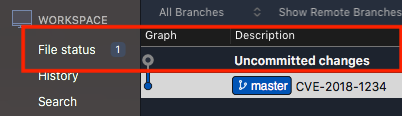 All Branches Show Remote Branches
WORKSPACE
Graph Description
File status 1
Uncommitted changes
History
master CVE-2018-1234
Search